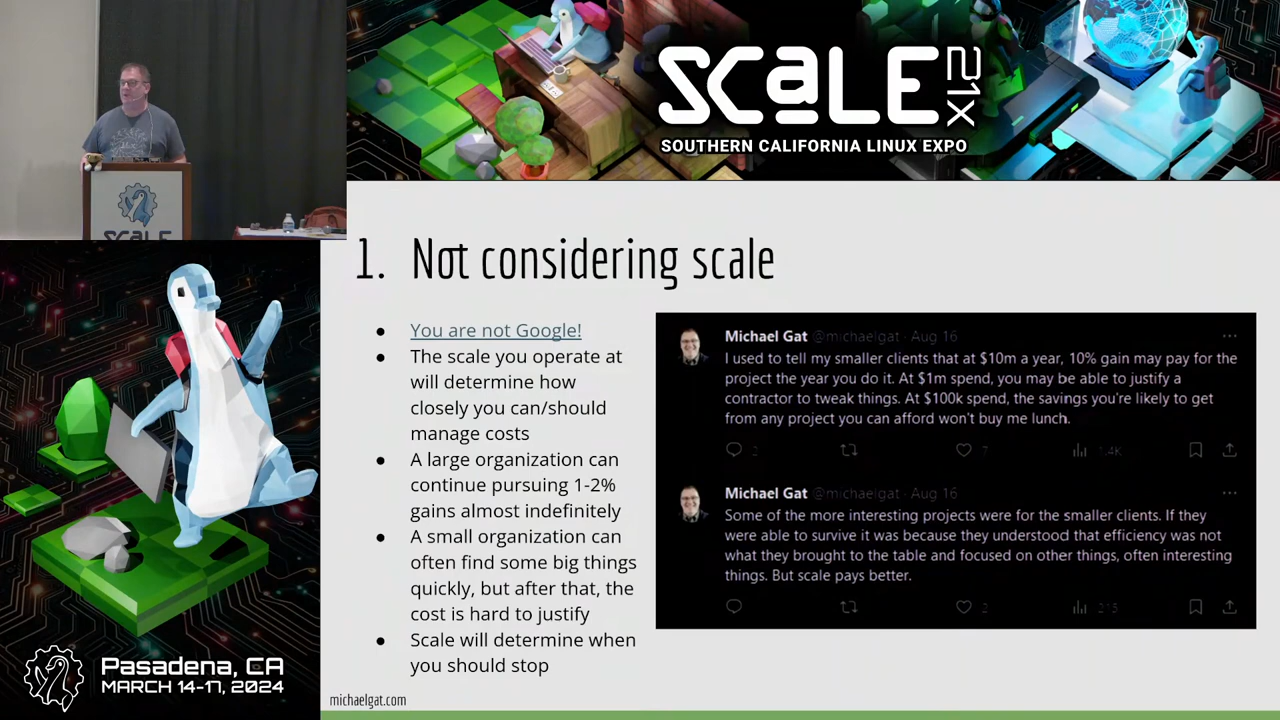 SCALE 21X
SOUTHERN CALIFORNIA LINUX EXPO
SCALE
1. Not considering scale
● You are not Google!
● The scale you operate at
will determine how
closely you can/should
manage costs
● A large organization can
continue pursuing 1-2%
gains almost indefinitely
● A small organization can
often find some big things
quickly, but after that, the
cost is hard to justify
● Scale will determine when
you should stop
Michael Gat @michaelgat · Aug 16
I used to tell my smaller clients that at $10m a year, 10% gain may pay for the
project the year you do it. At $1m spend, you may be able to justify a
contractor to tweak things. At $100k spend, the savings you're likely to get
from any project you can afford won't buy me lunch.
2 7 1.4K
Michael Gat @michaelgat · Aug 16
Some of the more interesting projects were for the smaller clients. If they
were able to survive it was because they understood that efficiency was not
what they brought to the table and focused on other things, often interesting
things. But scale pays better.
2 215
michaelgat.com
Pasadena, CA
MARCH 14-17, 2024